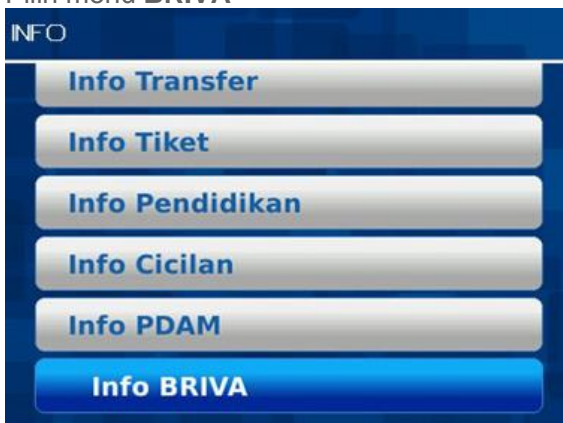 Pilih menu BRIVA
INFO
Info Transfer
Info Tiket
Info Pendidikan
Info Cicilan
Info PDAM
Info BRIVA